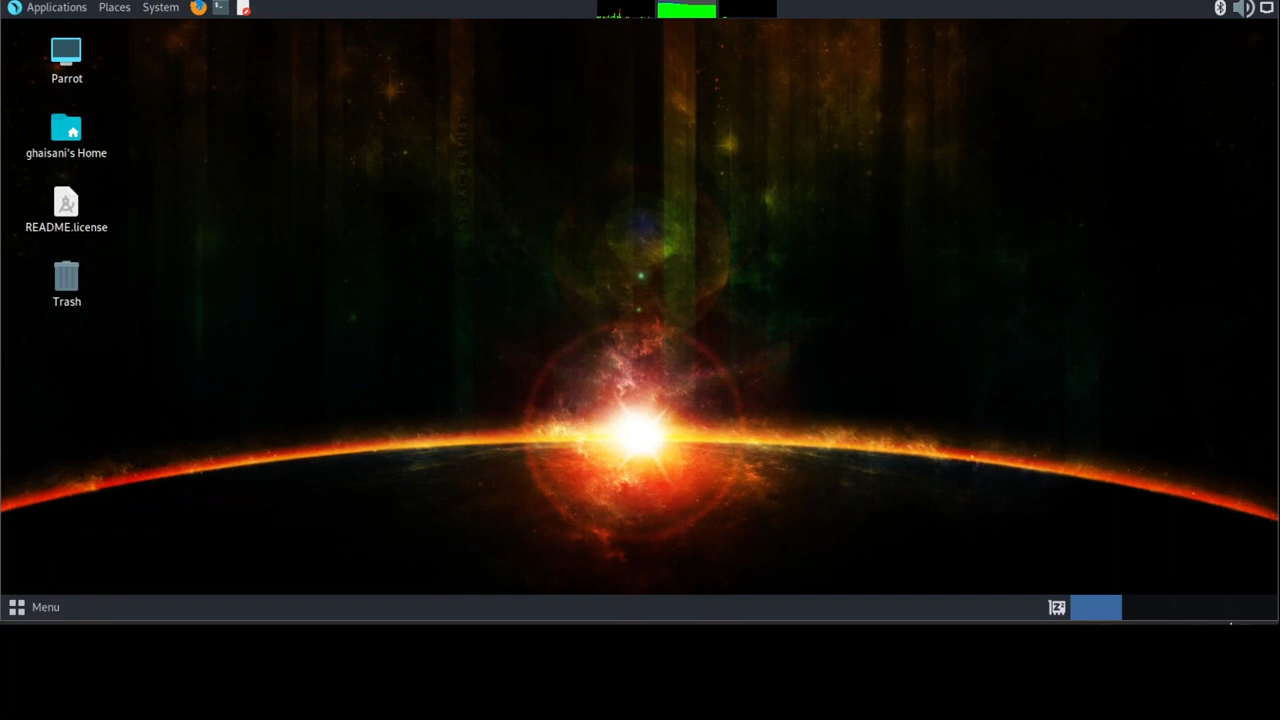 Applications Places System
Parrot
ghaisani's Home
README.license
Trash
Menu